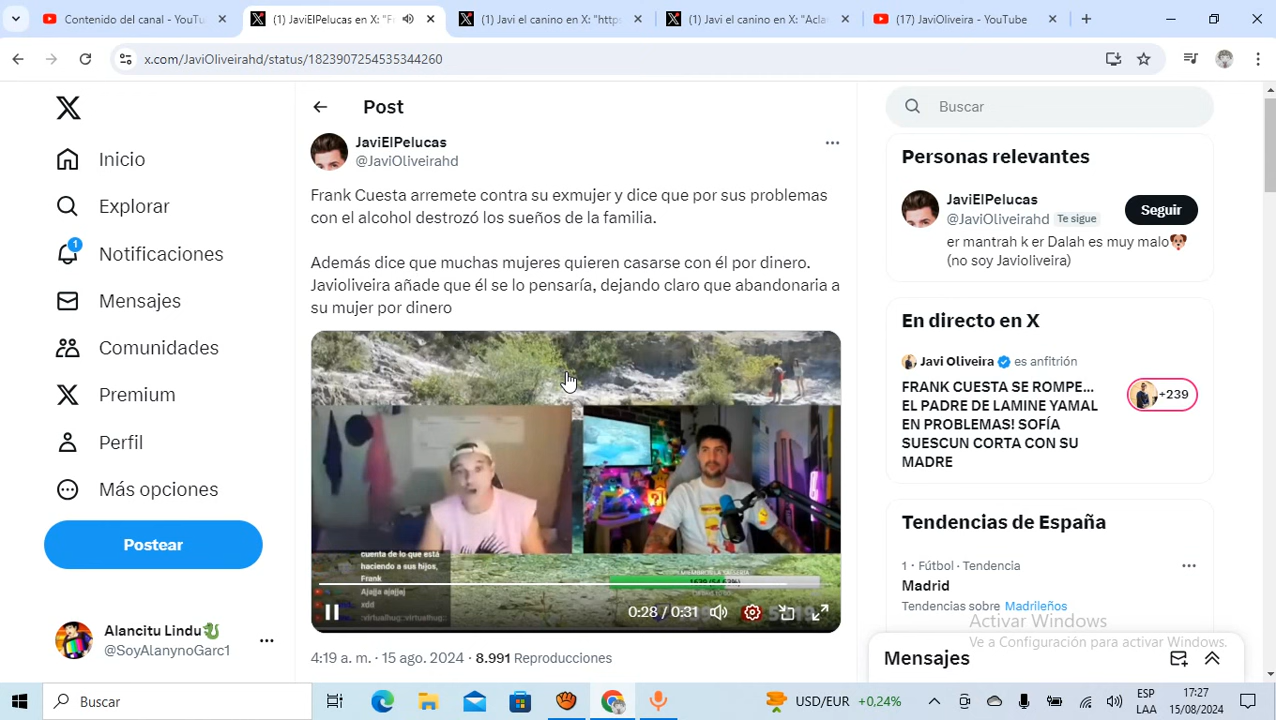 Contenido del canal - YouTu
(1) JaviElPelucas en X: "Fr
(1) Javi el canino en X: "http
(1) Javi el canino en X: "Acla
(17) JaviOliveira - YouTube
x.com/JaviOliveirahd/status/1823907254535344260
Inicio
Explorar
1
Notificaciones
Mensajes
Comunidades
Premium
Perfil
Más opciones
Postear
Alancitu Lindu
@SoyAlanynoGarc1
Post
JaviElPelucas
@JaviOliveirahd
Frank Cuesta arremete contra su exmujer y dice que por sus problemas
con el alcohol destrozó los sueños de la familia.
Además dice que muchas mujeres quieren casarse con él por dinero.
Javioliveira añade que él se lo pensaría, dejando claro que abandonaria a
su mujer por dinero
cuenta de lo que está
haciendo a sus hijos,
Frank
Ajajja ajajjej
xdd
:virtualhug::virtualhug:
1639 (54.63%)
0:28 / 0:31
4:19 a. m. · 15 ago. 2024 · 8.991 Reproducciones
Buscar
Personas relevantes
JaviElPelucas
@JaviOliveirahd Te sigue
Seguir
er mantrah k er Dalah es muy malo
(no soy Javioliveira)
En directo en X
Javi Oliveira es anfitrión
FRANK CUESTA SE ROMPE...
EL PADRE DE LAMINE YAMAL
EN PROBLEMAS! SOFÍA
SUESCUN CORTA CON SU
MADRE
+239
Tendencias de España
1 · Fútbol · Tendencia
Madrid
Tendencias sobre Madrileños
Activar Windows
Ve a Configuración para activar Windows.
Mensajes
Buscar
USD/EUR +0,24%
ESP
LAA
17:27
15/08/2024